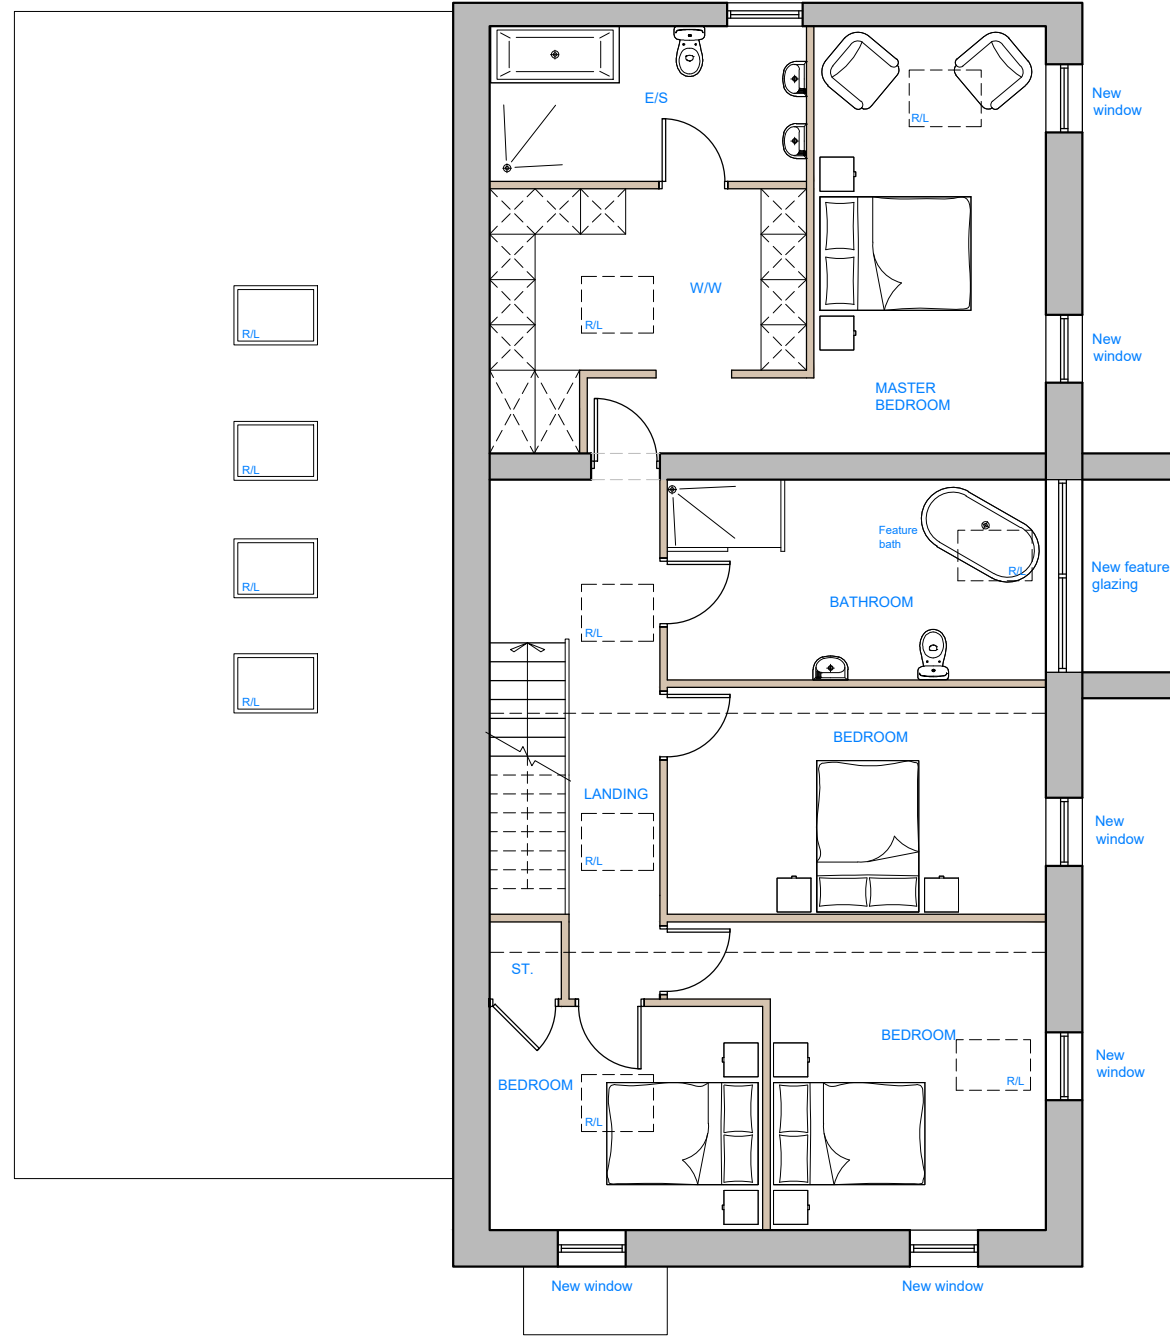 E/S
R/L
New
window
R/L
W/W
R/L
New
window
MASTER
BEDROOM
R/L
Feature
bath
R/L
New feature
glazing
R/L
BATHROOM
R/L
R/L
BEDROOM
LANDING
New
window
R/L
ST.
BEDROOM
New
window
R/L
BEDROOM
R/L
New window
New window